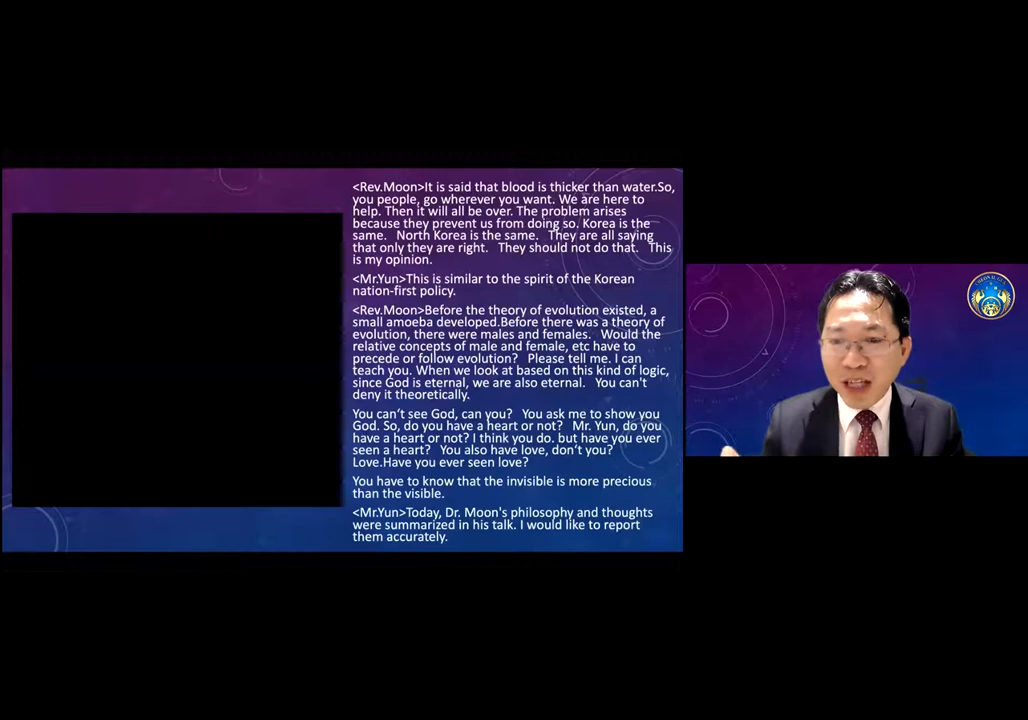 <Rev.Moon>It is said that blood is thicker than water.So,
you people, go wherever you want. We are here to
help. Then it will all be over. The problem arises
because they prevent us from doing so. Korea is the
same. North Korea is the same. They are all saying
that only they are right. They should not do that. This
is my opinion.
<Mr.Yun>This is similar to the spirit of the Korean
nation-first policy.
<Rev.Moon>Before the theory of evolution existed, a
small amoeba developed.Before there was a theory of
evolution, there were males and females. Would the
relative concepts of male and female, etc have to
precede or follow evolution? Please tell me. I can
teach you. When we look at based on this kind of logic,
since God is eternal, we are also eternal. You can't
deny it theoretically.
You can't see God, can you? You ask me to show you
God. So, do you have a heart or not? Mr. Yun, do you
have a heart or not? I think you do. but have you ever
seen a heart? You also have love, don't you?
Love.Have you ever seen love?
You have to know that the invisible is more precious
than the visible.
<Mr.Yun>Today, Dr. Moon's philosophy and thoughts
were summarized in his talk. I would like to report
them accurately.